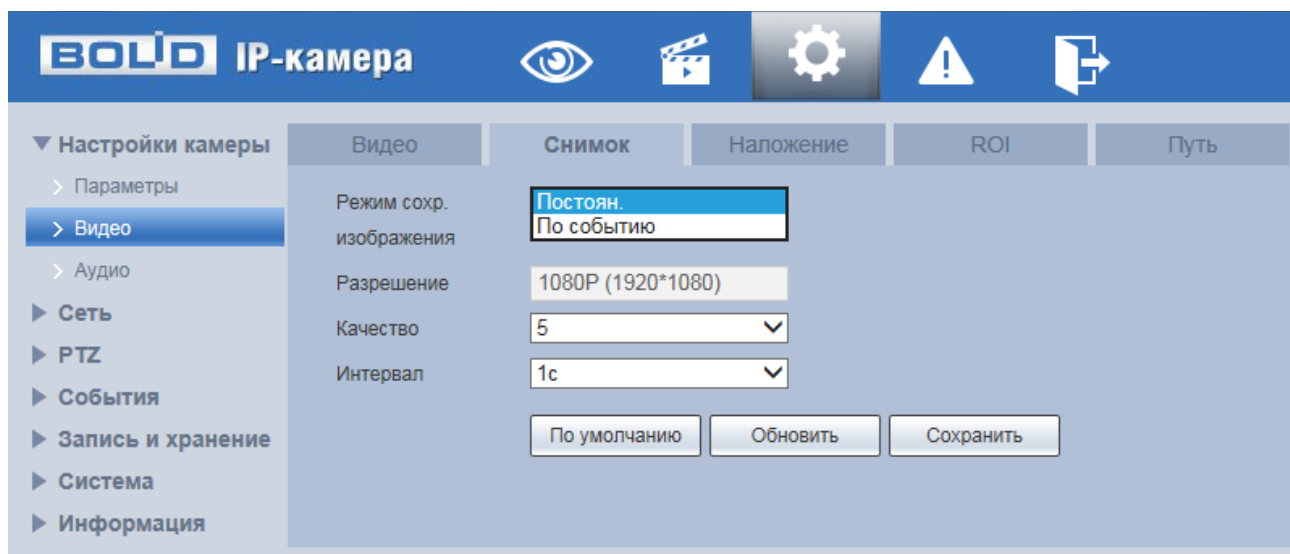 BOLID IP-камера
Настройки камеры
Параметры
Видео
Аудио
Сеть
PTZ
События
Запись и хранение
Система
Информация
Видео
Снимок
Наложение
ROI
Путь
Режим сохр.
изображения
Постоян.
По событию
Разрешение
1080P (1920*1080)
Качество
5
Интервал
1с
По умолчанию
Обновить
Сохранить